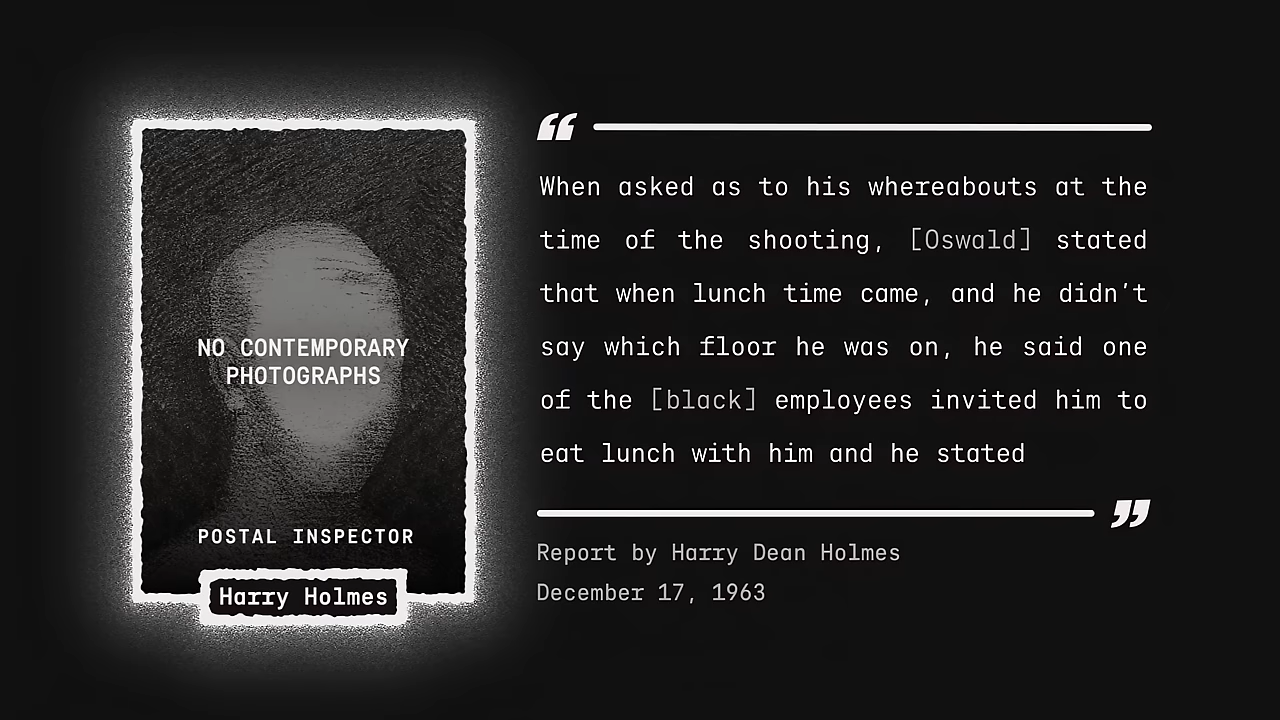 NO CONTEMPORARY
PHOTOGRAPHS
POSTAL INSPECTOR
Harry Holmes
“
When asked as to his whereabouts at the
time of the shooting, [Oswald] stated
that when lunch time came, and he didn’t
say which floor he was on, he said one
of the [black] employees invited him to
eat lunch with him and he stated
”
Report by Harry Dean Holmes
December 17, 1963